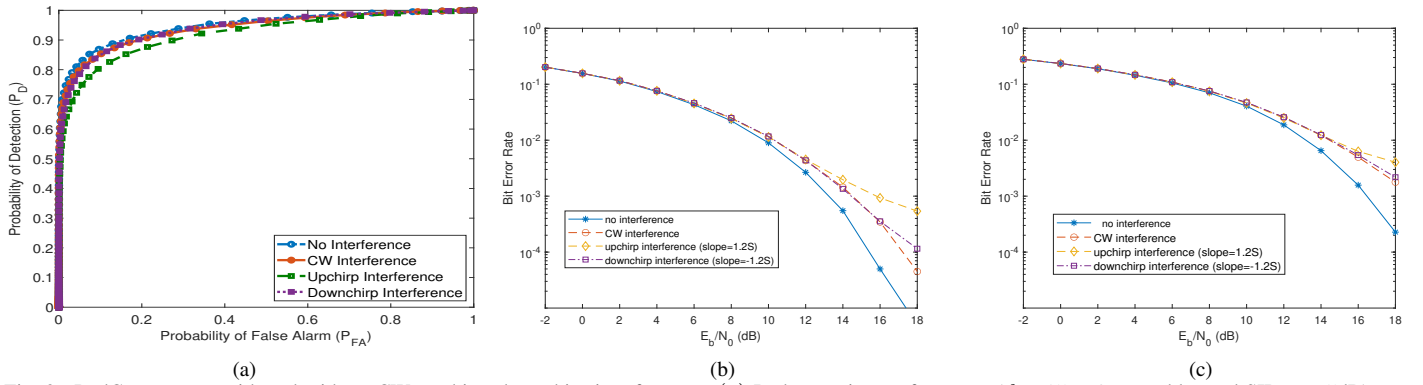 1
0.9
0.8
0.7
0.6
0.5
0.4
0.3
0.2
0.1
0
Probability of Detection (P_D)
0 0.2 0.4 0.6 0.8 1
Probability of False Alarm (P_FA)
No Interference
CW Interference
Upchirp Interference
Downchirp Interference
(a)
10^0
10^-1
10^-2
10^-3
10^-4
Bit Error Rate
no interference
CW interference
upchirp interference (slope=1.2S)
downchirp interference (slope=-1.2S)
-2 0 2 4 6 8 10 12 14 16 18
E_b/N_0 (dB)
(b)
10^0
10^-1
10^-2
10^-3
10^-4
Bit Error Rate
no interference
CW interference
upchirp interference (slope=1.2S)
downchirp interference (slope=-1.2S)
-2 0 2 4 6 8 10 12 14 16 18
E_b/N_0 (dB)
(c)